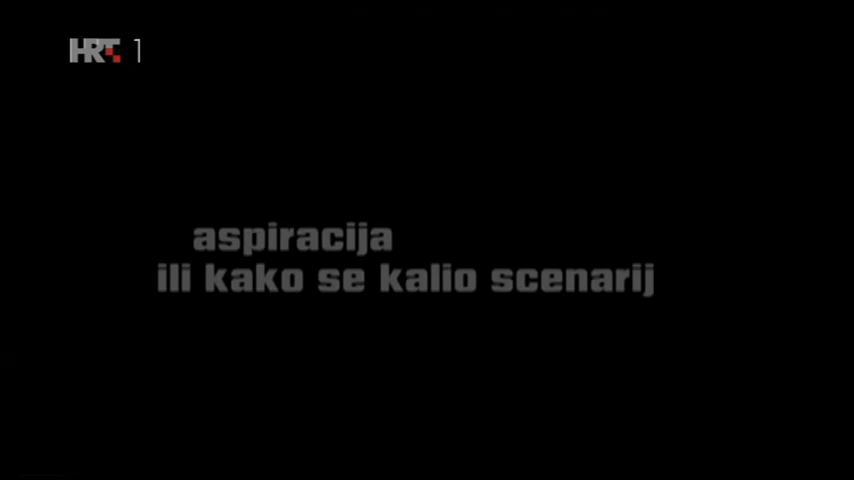 HRT 1
aspiracija
ili kako se kalio scenarij